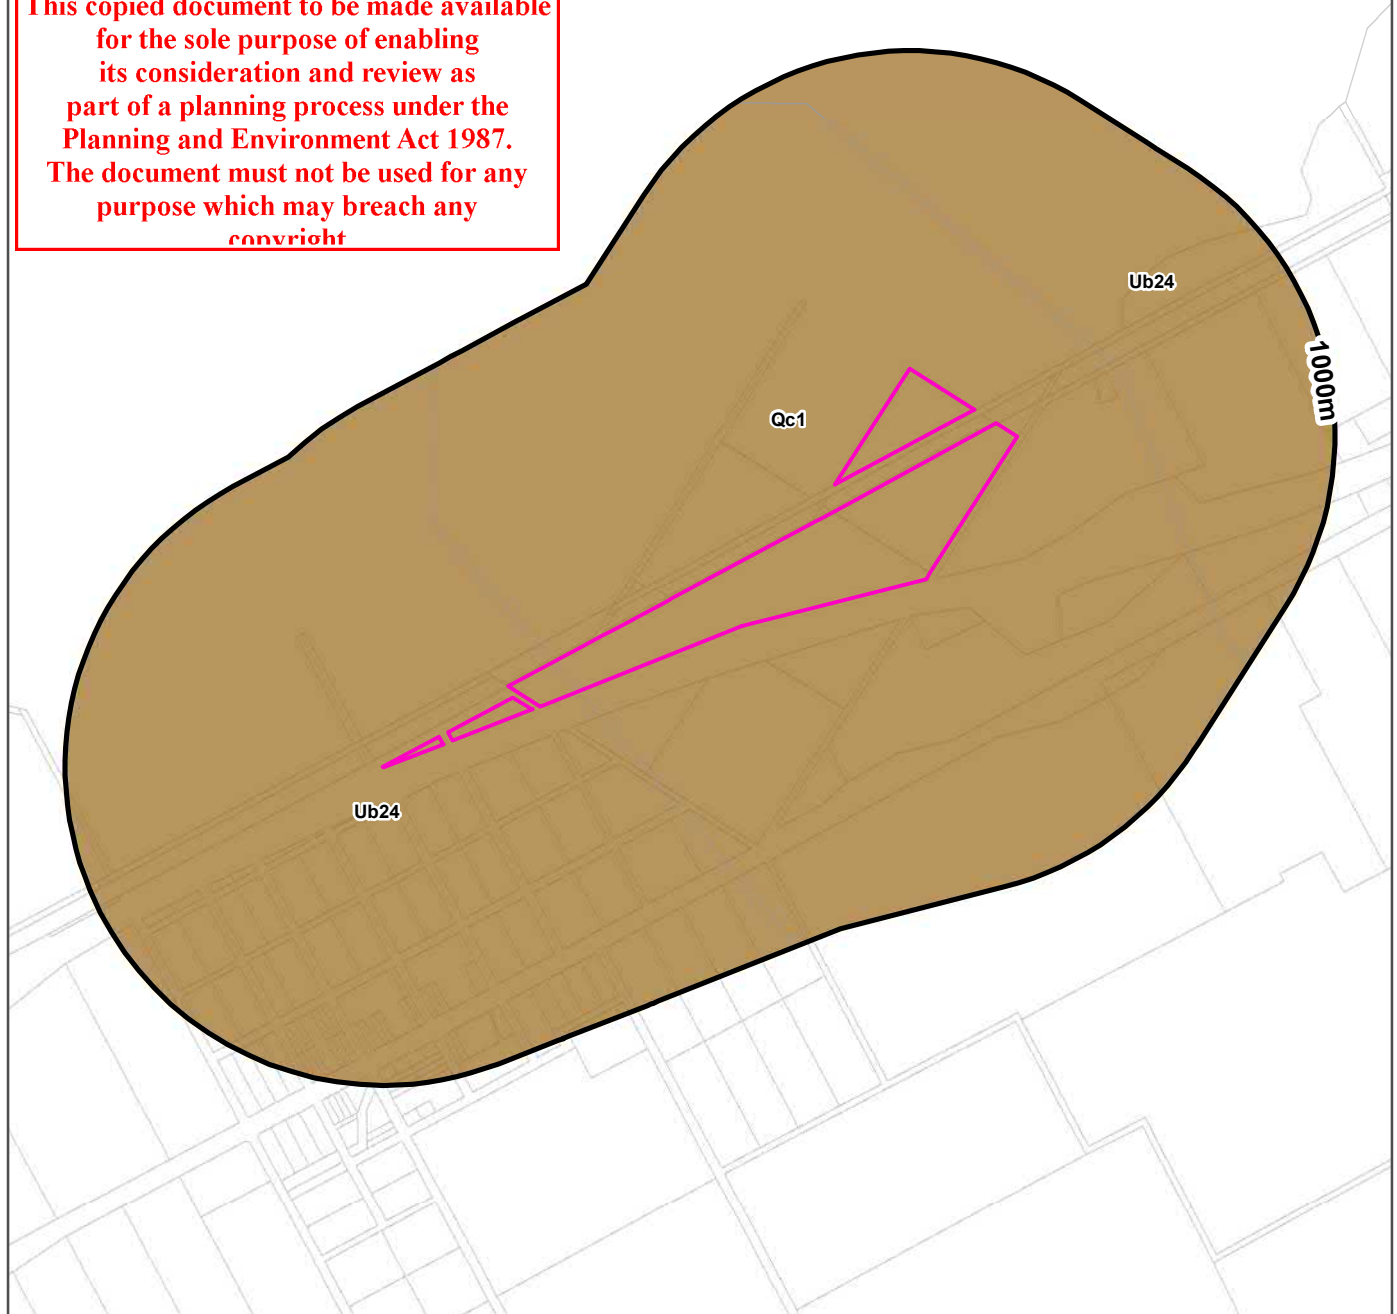 This copied document to be made available
for the sole purpose of enabling
its consideration and review as
part of a planning process under the
Planning and Environment Act 1987.
The document must not be used for any
purpose which may breach any
copyright
Ub24
1000m
Qc1
Ub24